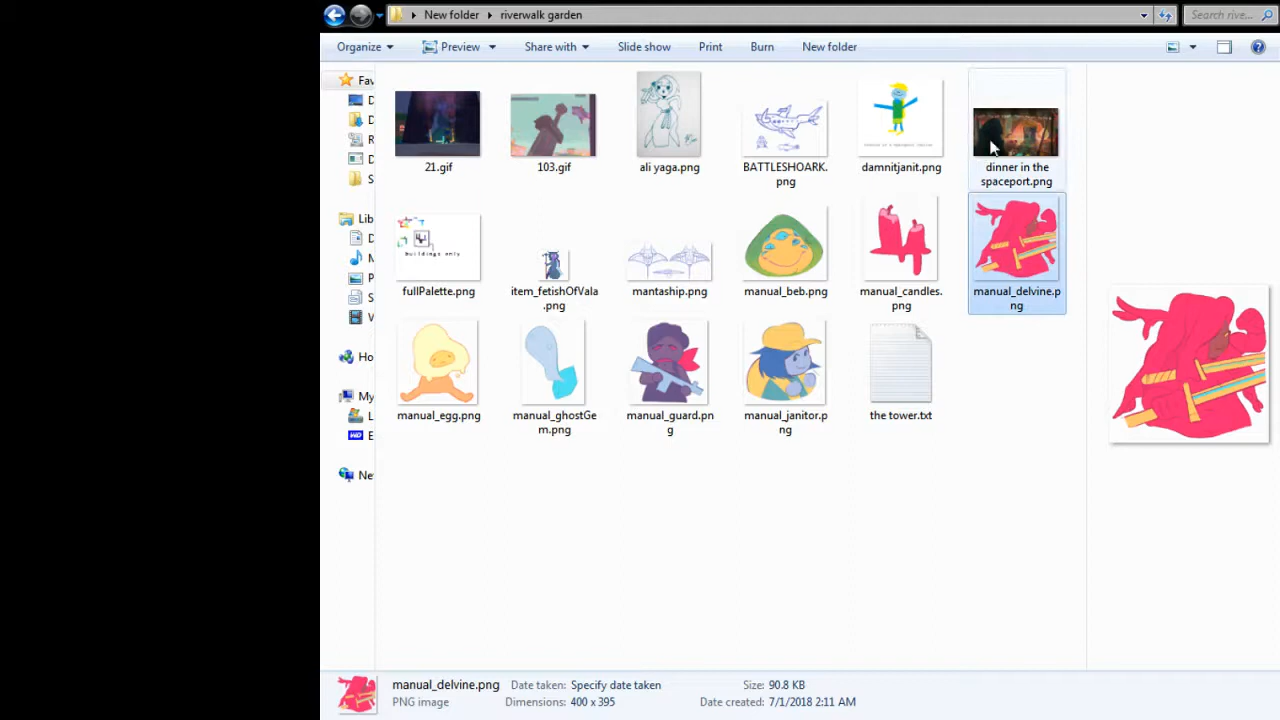 New folder
riverwalk garden
Search rive...
Organize
Preview
Share with
Slide show
Print
Burn
New folder
Fav
D
D
R
D
S
Lib
D
M
P
S
V
Ho
My
L
E
Ne
21.gif
103.gif
ali yaga.png
BATTLESHOARK.
png
damnitjanit.png
dinner in the
spaceport.png
buildings only
fullPalette.png
item_fetishOfVala
.png
mantaship.png
manual_beb.png
manual_candles.
png
manual_delvine.p
ng
manual_egg.png
manual_ghostGe
m.png
manual_guard.pn
g
manual_janitor.p
ng
the tower.txt
manual_delvine.png
Date taken: Specify date taken
Size: 90.8 KB
PNG image
Dimensions: 400 x 395
Date created: 7/1/2018 2:11 AM